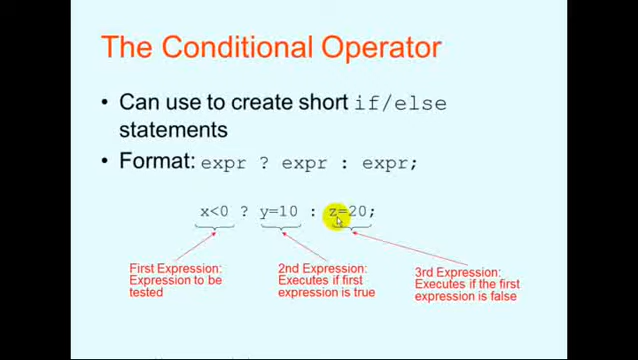 The Conditional Operator
• Can use to create short if/else
statements
• Format: expr ? expr : expr;
x<0 ? y=10 : z=20;
First Expression:
Expression to be
tested
2nd Expression:
Executes if first
expression is true
3rd Expression:
Executes if the first
expression is false